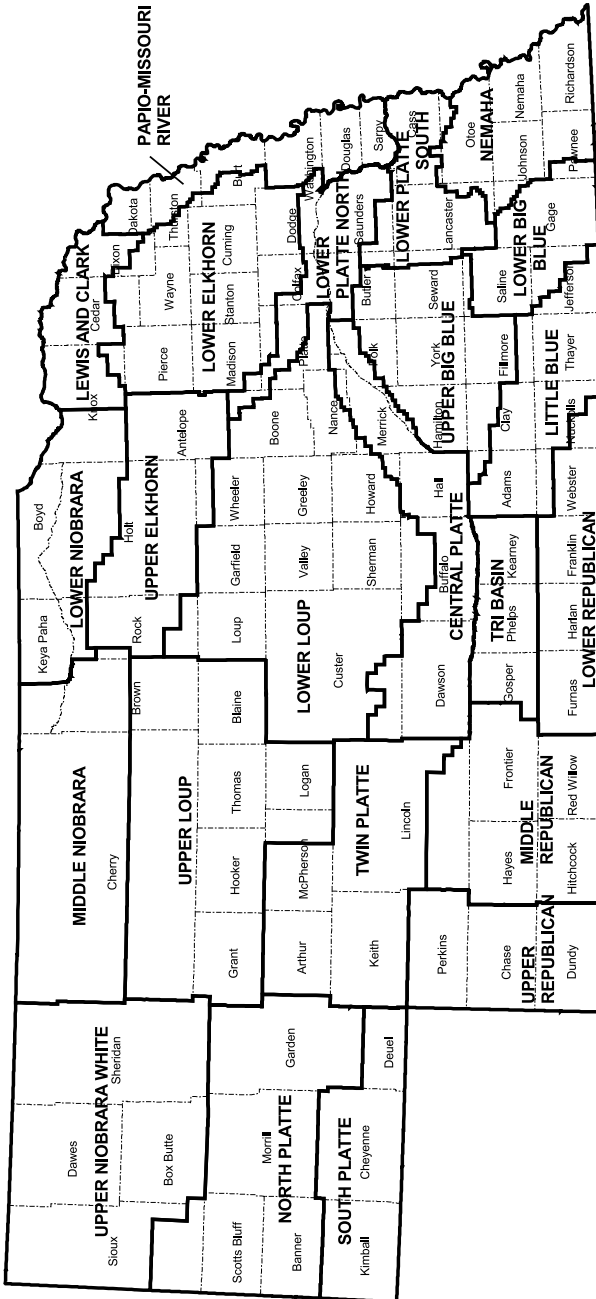 UPPER NIOBRARA WHITE
Sioux
Dawes
Box Butte
Sheridan
NORTH PLATTE
Scotts Bluff
Banner
Morrill
Garden
SOUTH PLATTE
Kimball
Cheyenne
Deuel
MIDDLE NIOBRARA
Cherry
UPPER LOUP
Brown
Grant
Hooker
Thomas
Blaine
Logan
TWIN PLATTE
Arthur
McPherson
Keith
Lincoln
UPPER
REPUBLICAN
Perkins
Chase
Dundy
MIDDLE
REPUBLICAN
Hayes
Frontier
Hitchcock
Red Willow
LOWER NIOBRARA
Keya Paha
Boyd
UPPER ELKHORN
Rock
Holt
Antelope
LOWER LOUP
Loup
Garfield
Wheeler
Custer
Valley
Greeley
Sherman
Howard
Boone
Nance
Platte
CENTRAL PLATTE
Dawson
Buffalo
Hall
Merrick
TRI BASIN
Gosper
Phelps
Kearney
LOWER REPUBLICAN
Furnas
Harlan
Franklin
Webster
Nuckolls
LITTLE BLUE
Adams
Clay
Fillmore
Thayer
Jefferson
UPPER BIG BLUE
Hamilton
York
Seward
Polk
Butler
LOWER BIG
BLUE
Saline
Gage
Pawnee
LEWIS AND CLARK
Knox
Cedar
Dixon
LOWER ELKHORN
Pierce
Wayne
Madison
Stanton
Cuming
Colfax
Dodge
PAPIO-MISSOURI
RIVER
Dakota
Thurston
Burt
Washington
Douglas
Sarpy
LOWER
PLATTE NORTH
Saunders
LOWER PLATTE
SOUTH
Cass
Lancaster
NEMAHA
Otoe
Johnson
Nemaha
Richardson